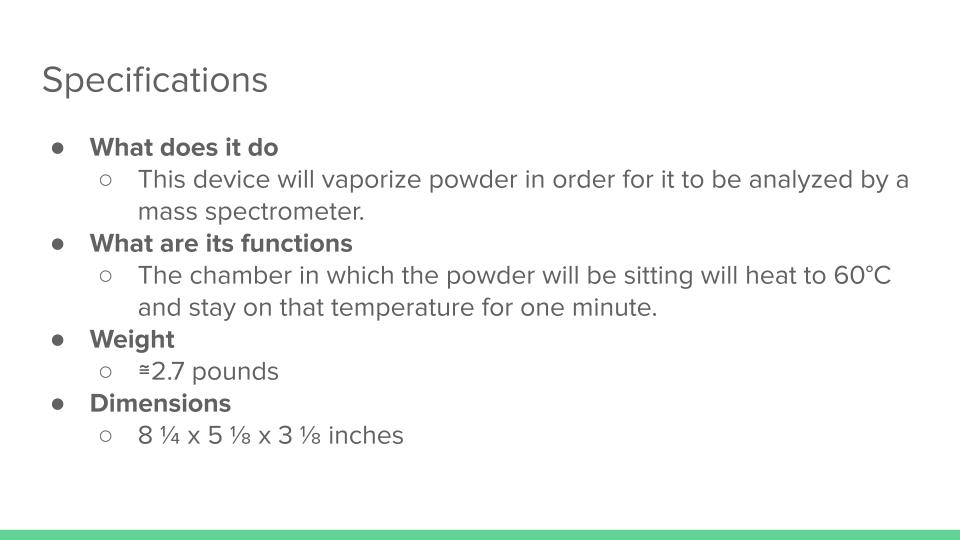 Specifications
● What does it do
○ This device will vaporize powder in order for it to be analyzed by a
mass spectrometer.
● What are its functions
○ The chamber in which the powder will be sitting will heat to 60°C
and stay on that temperature for one minute.
● Weight
○ ≅2.7 pounds
● Dimensions
○ 8 ¼ x 5 ⅛ x 3 ⅛ inches